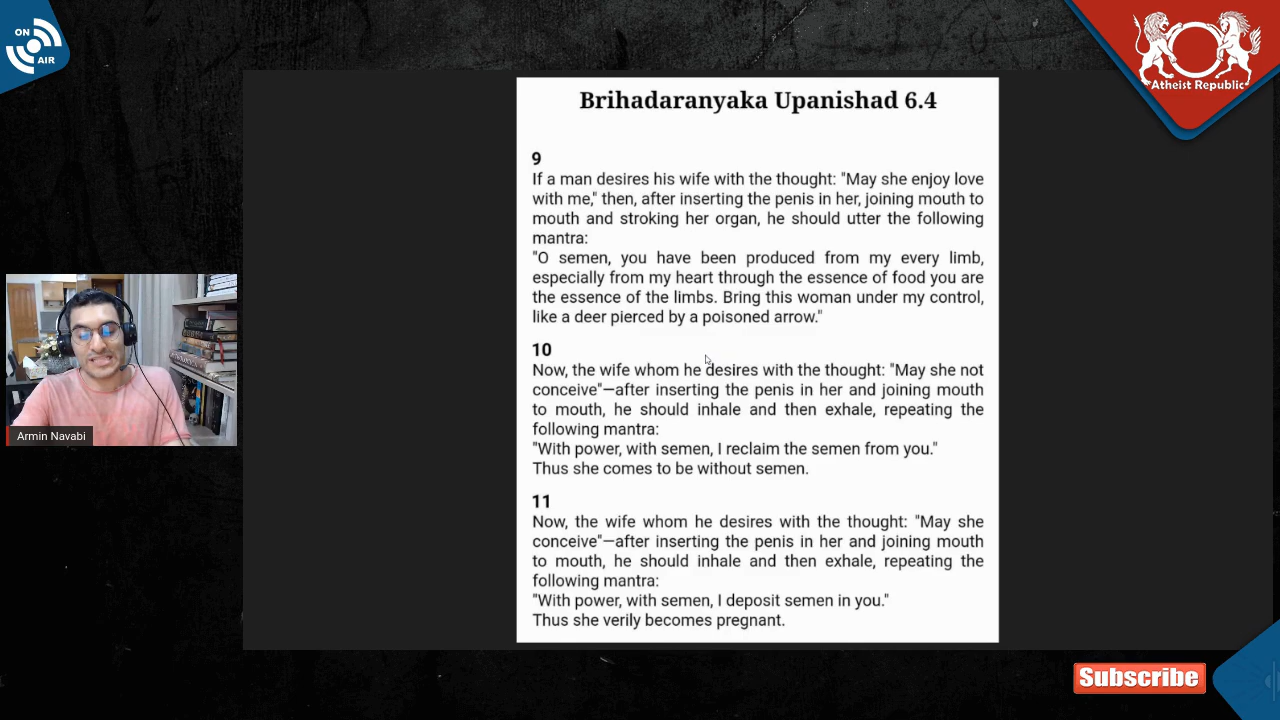 ON
AIR
Atheist Republic
Brihadaranyaka Upanishad 6.4
9
If a man desires his wife with the thought: "May she enjoy love
with me," then, after inserting the penis in her, joining mouth to
mouth and stroking her organ, he should utter the following
mantra:
"O semen, you have been produced from my every limb,
especially from my heart through the essence of food you are
the essence of the limbs. Bring this woman under my control,
like a deer pierced by a poisoned arrow."
10
Now, the wife whom he desires with the thought: "May she not
conceive"—after inserting the penis in her and joining mouth
to mouth, he should inhale and then exhale, repeating the
following mantra:
"With power, with semen, I reclaim the semen from you."
Thus she comes to be without semen.
11
Now, the wife whom he desires with the thought: "May she
conceive"—after inserting the penis in her and joining mouth
to mouth, he should inhale and then exhale, repeating the
following mantra:
"With power, with semen, I deposit semen in you."
Thus she verily becomes pregnant.
Armin Navabi
Subscribe